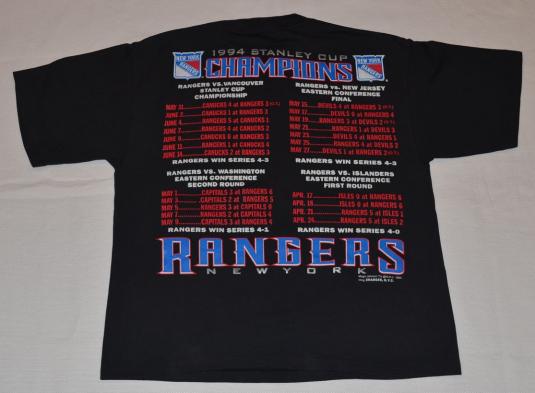 NEW YORK
RANGERS
1994 STANLEY CUP
CHAMPIONS
NEW YORK
RANGERS
RANGERS VS. VANCOUVER
STANLEY CUP
CHAMPIONSHIP
MAY 31..........CANUCKS 3 at RANGERS 2 (O.T.)
JUNE 2..........CANUCKS 1 at RANGERS 3
JUNE 4..........RANGERS 5 at CANUCKS 1
JUNE 7..........RANGERS 4 at CANUCKS 2
JUNE 9..........CANUCKS 6 at RANGERS 3
JUNE 11..........RANGERS 1 at CANUCKS 4
JUNE 14..........CANUCKS 2 at RANGERS 3
RANGERS WIN SERIES 4-3
RANGERS vs. NEW JERSEY
EASTERN CONFERENCE
FINAL
MAY 15..........DEVILS 4 at RANGERS 3
MAY 17..........DEVILS 0 at RANGERS 4
MAY 19..........RANGERS 3 at DEVILS 2
MAY 21..........RANGERS 1 at DEVILS 3
MAY 23..........DEVILS 4 at RANGERS 1
MAY 25..........RANGERS 4 at DEVILS 2
MAY 27..........DEVILS 1 at RANGERS 2
RANGERS WIN SERIES 4-3
RANGERS VS. WASHINGTON
EASTERN CONFERENCE
SECOND ROUND
MAY 1..........CAPITALS 3 at RANGERS 6
MAY 3..........CAPITALS 2 at RANGERS 5
MAY 5..........RANGERS 3 at CAPITALS 0
MAY 7..........RANGERS 2 at CAPITALS 4
MAY 9..........CAPITALS 3 at RANGERS 4
RANGERS WIN SERIES 4-1
RANGERS vs. ISLANDERS
EASTERN CONFERENCE
FIRST ROUND
APR. 17..........ISLES 0 at RANGERS 6
APR. 18..........ISLES 0 at RANGERS 6
APR. 21..........RANGERS 5 at ISLES 1
APR. 24..........RANGERS 5 at ISLES 2
RANGERS WIN SERIES 4-0
RANGERS
NEW YORK